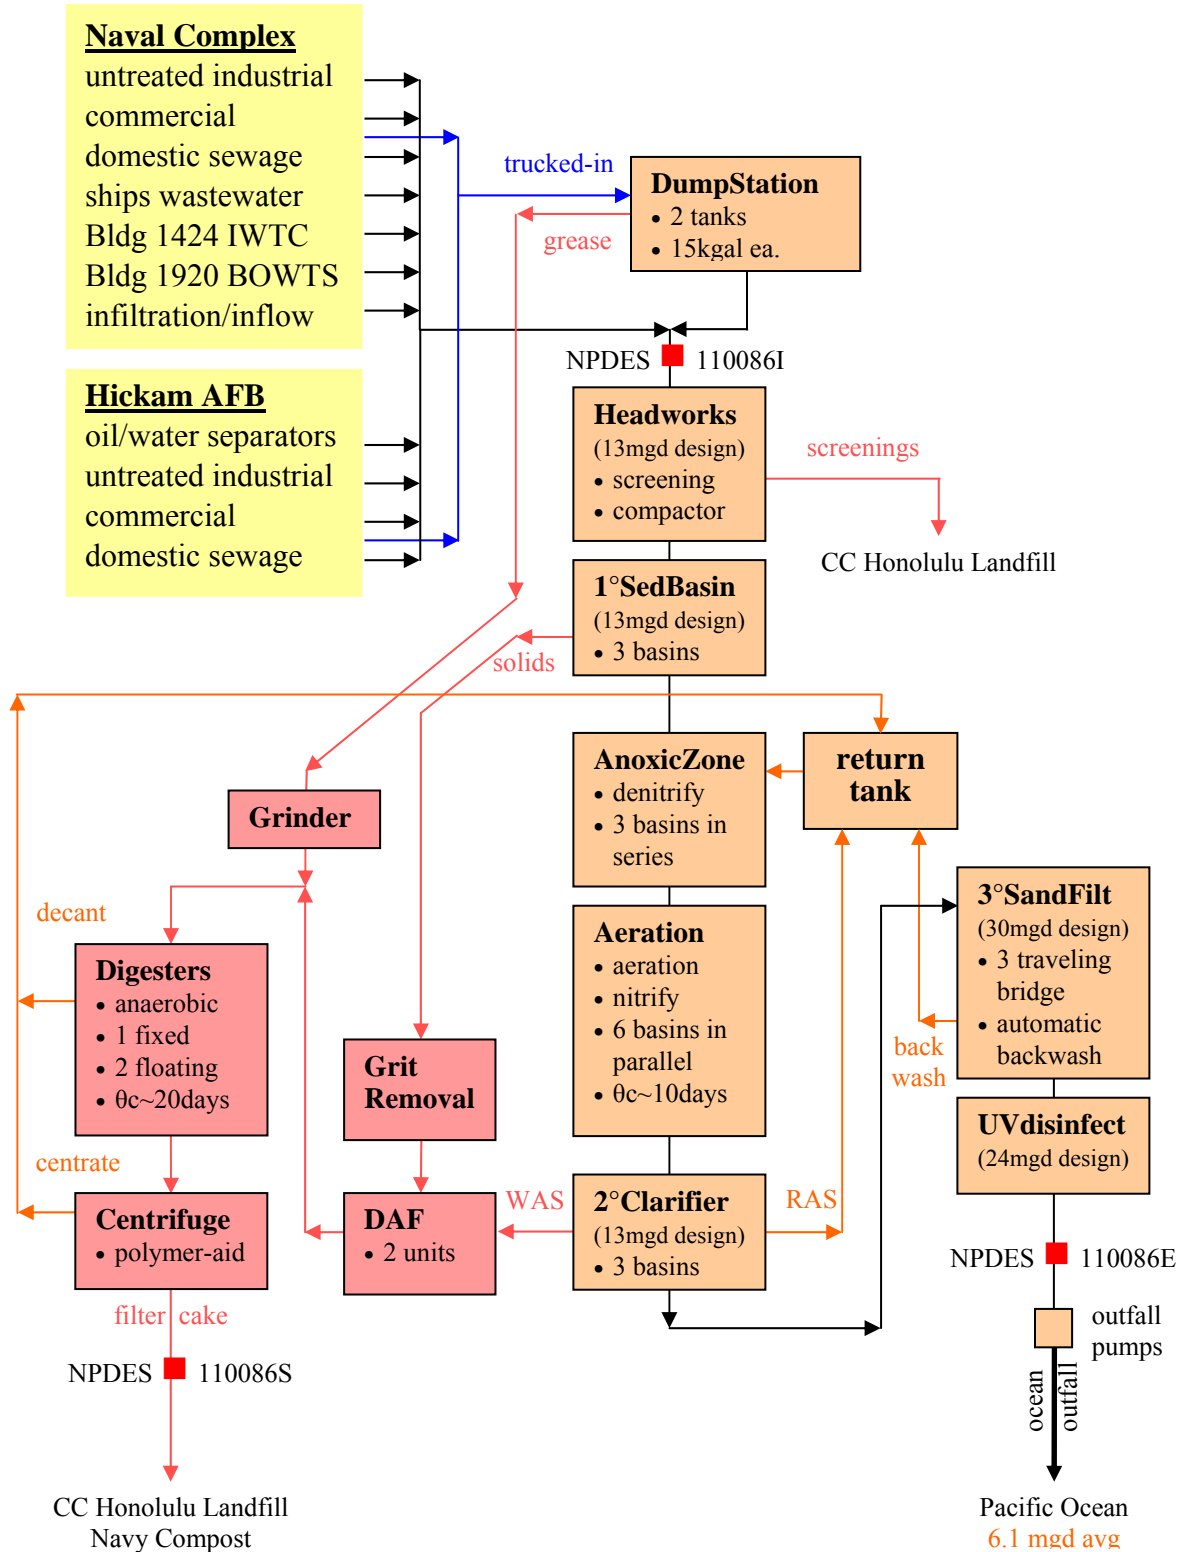 Naval Complex
untreated industrial
commercial
domestic sewage
ships wastewater
Bldg 1424 IWTC
Bldg 1920 BOWTS
infiltration/inflow
trucked-in
grease
DumpStation
• 2 tanks
• 15kgal ea.
NPDES 110086I
Hickam AFB
oil/water separators
untreated industrial
commercial
domestic sewage
Headworks
(13mgd design)
• screening
• compactor
screenings
CC Honolulu Landfill
1°SedBasin
(13mgd design)
• 3 basins
solids
AnoxicZone
• denitrify
• 3 basins in
series
return
tank
Grinder
decant
Digesters
• anaerobic
• 1 fixed
• 2 floating
• θc~20days
Grit
Removal
Aeration
• aeration
• nitrify
• 6 basins in
parallel
• θc~10days
3°SandFilt
(30mgd design)
• 3 traveling
bridge
• automatic
backwash
back
wash
UVdisinfect
(24mgd design)
centrate
Centrifuge
• polymer-aid
DAF
• 2 units
WAS
2°Clarifier
(13mgd design)
• 3 basins
RAS
NPDES 110086E
filter cake
NPDES 110086S
outfall
pumps
ocean
outfall
CC Honolulu Landfill
Navy Compost
Pacific Ocean
6.1 mgd avg